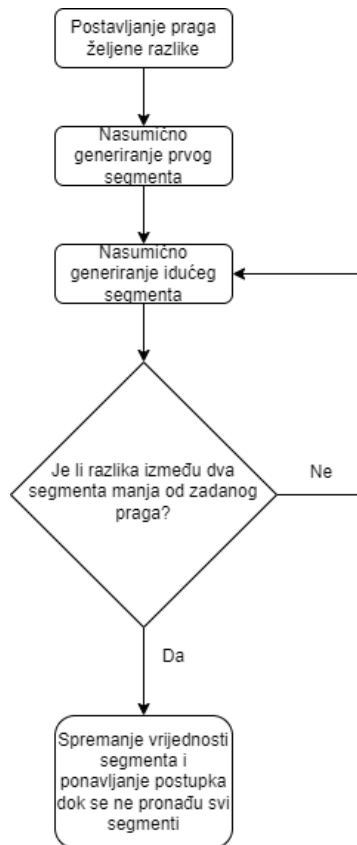 Postavljanje praga
željene razlike
Nasumično
generiranje prvog
segmenta
Nasumično
generiranje idućeg
segmenta
Je li razlika između dva
segmenta manja od zadanog
praga?
Ne
Da
Spremanje vrijednosti
segmenta i
ponavljanje postupka
dok se ne pronađu svi
segmenti